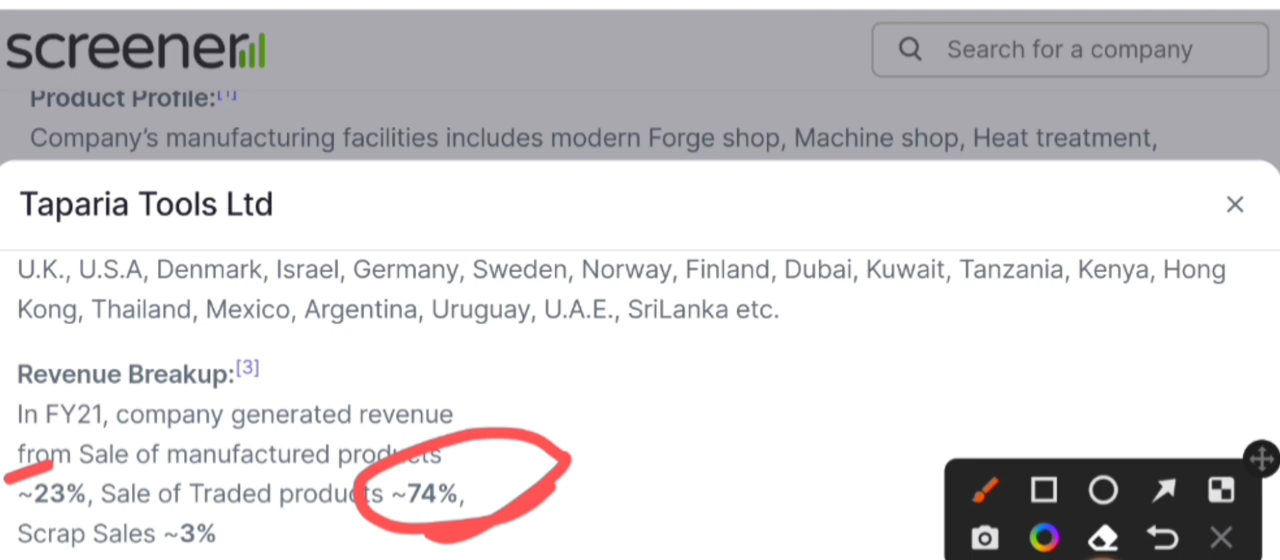 screener
Search for a company
Product Profile:[1]
Company's manufacturing facilities includes modern Forge shop, Machine shop, Heat treatment,
Taparia Tools Ltd
U.K., U.S.A, Denmark, Israel, Germany, Sweden, Norway, Finland, Dubai, Kuwait, Tanzania, Kenya, Hong
Kong, Thailand, Mexico, Argentina, Uruguay, U.A.E., SriLanka etc.
Revenue Breakup:[3]
In FY21, company generated revenue
from Sale of manufactured products
~23%, Sale of Traded products ~74%,
Scrap Sales ~3%